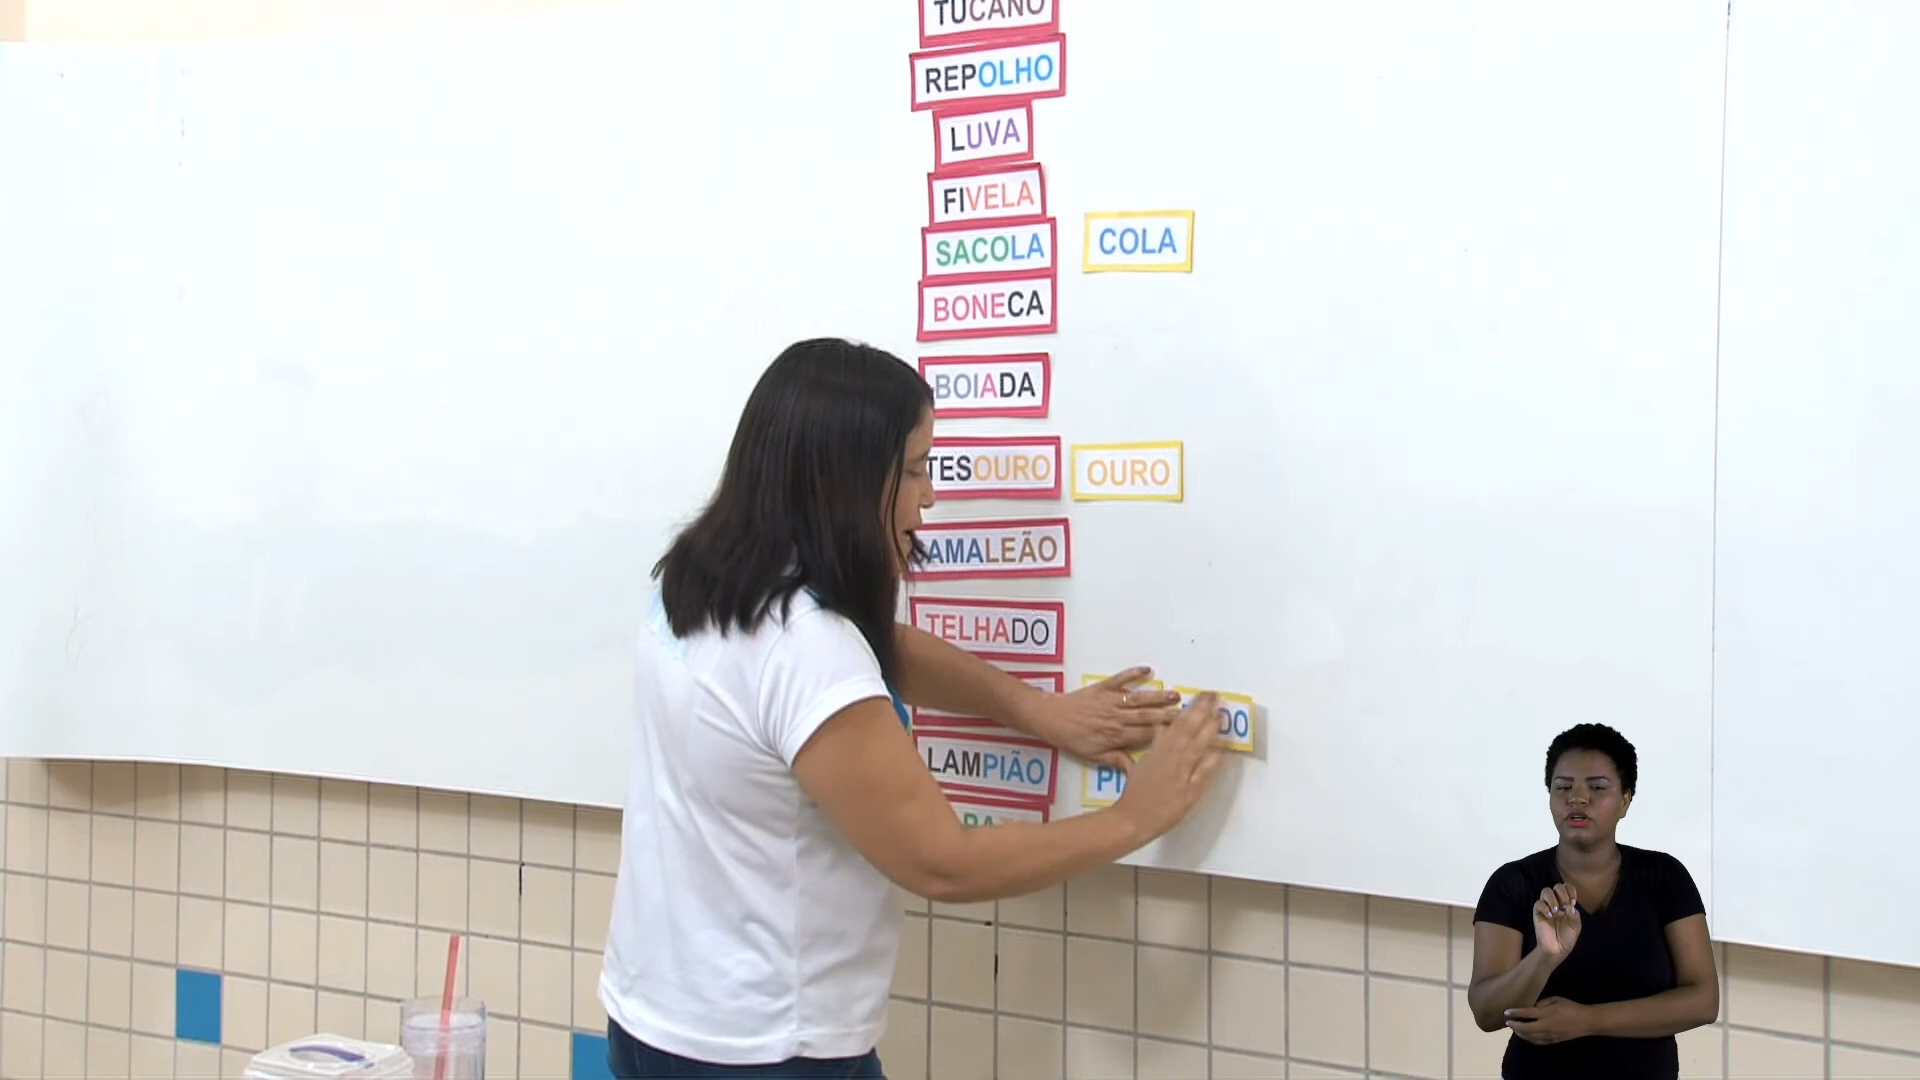 TUCANO
REPOLHO
LUVA
FIVELA
SACOLA COLA
BONECA
BOIADA
TESOURO OURO
AMALEÃO
TELHADO
LAMPIÃO